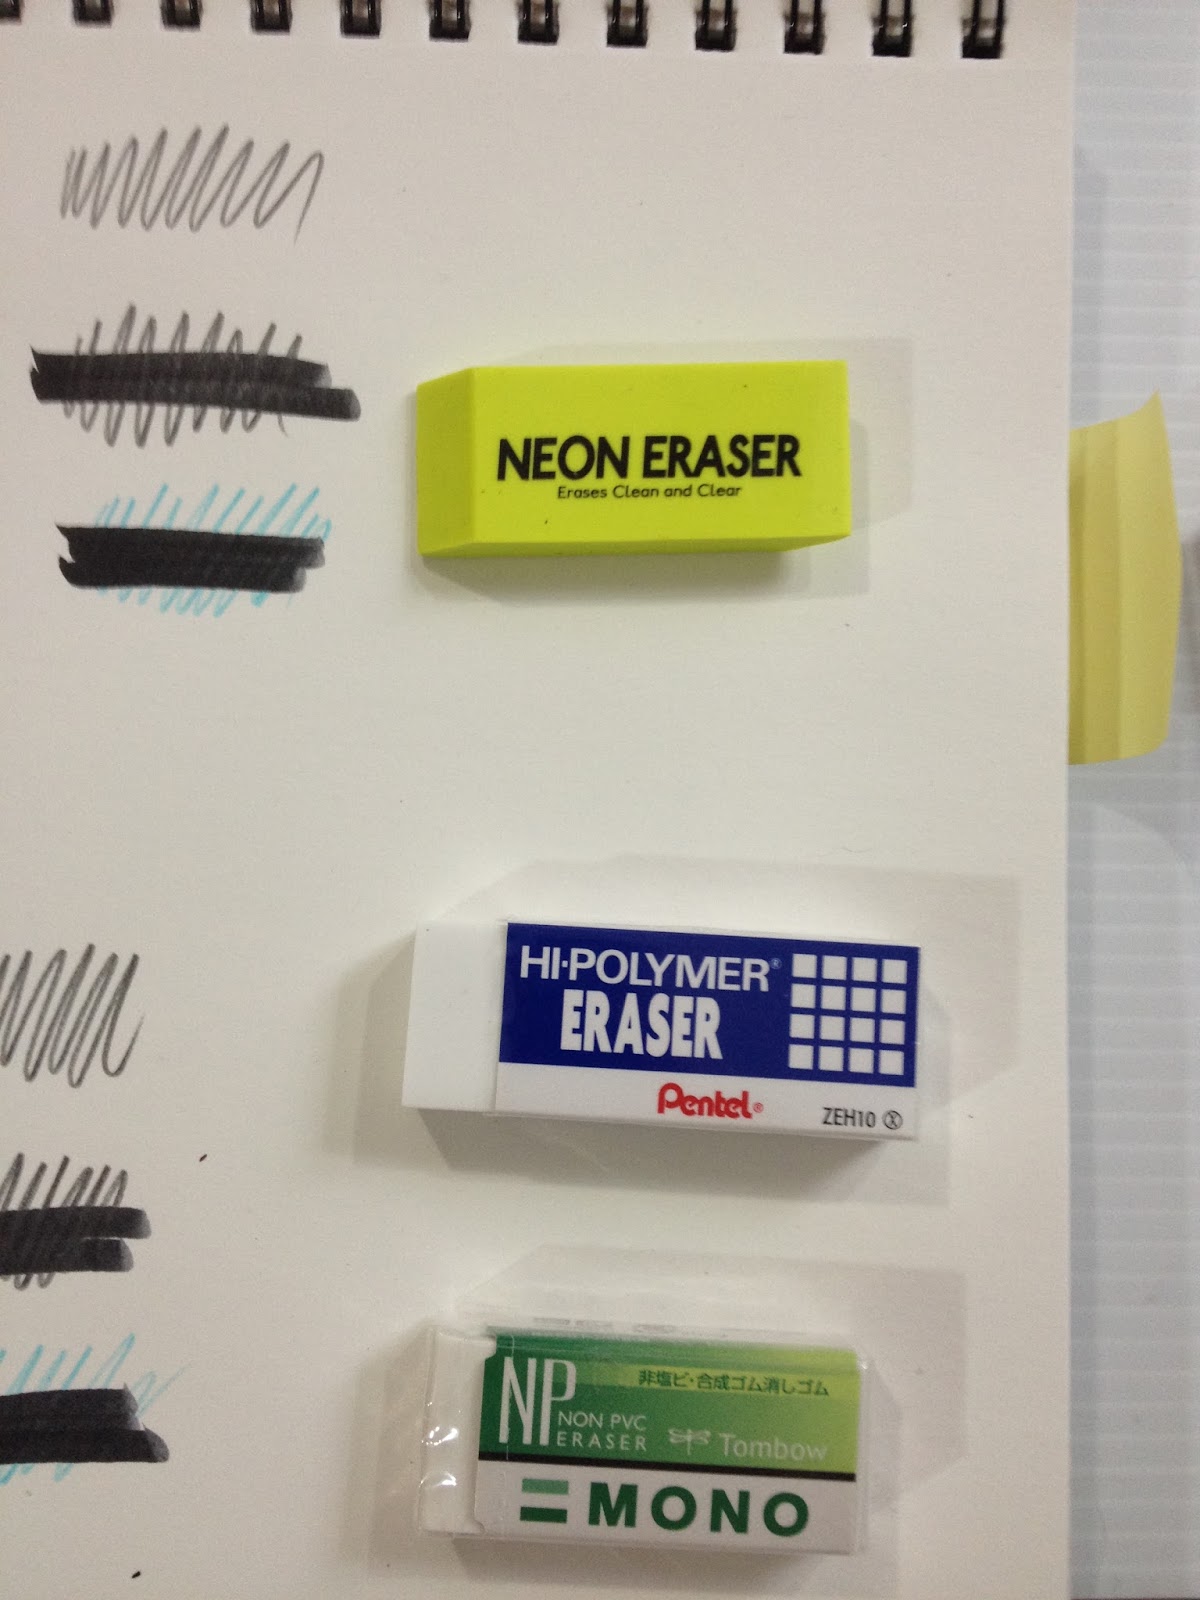 NEON ERASER
Erases Clean and Clear
HI-POLYMER®
ERASER
Pentel®
ZEH10 Ⓧ
NP
非塩ビ・合成ゴム消しゴム
NON PVC
ERASER
Tombow
MONO